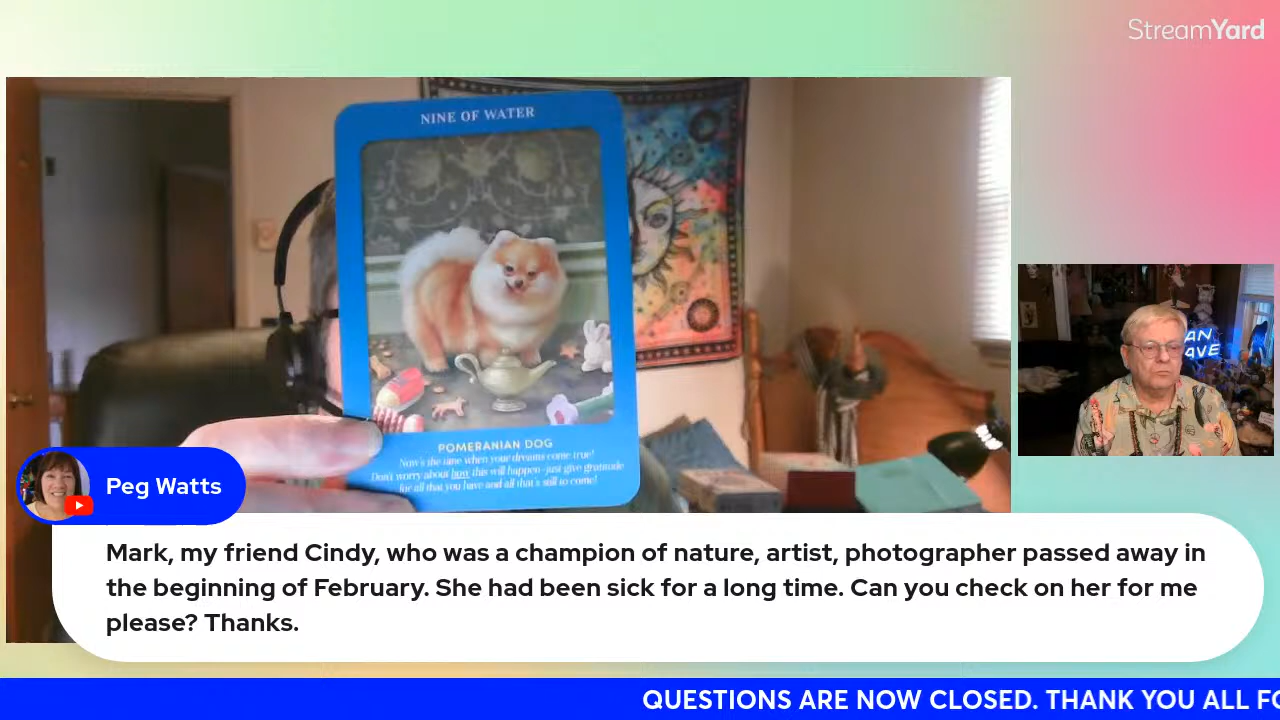 StreamYard
NINE OF WATER
POMERANIAN DOG
Now's the time when your dreams come true!
Don't worry about how this will happen–just give gratitude
for all that you have and all that's still to come!
AN
AVE
Peg Watts
Mark, my friend Cindy, who was a champion of nature, artist, photographer passed away in
the beginning of February. She had been sick for a long time. Can you check on her for me
please? Thanks.
QUESTIONS ARE NOW CLOSED. THANK YOU ALL FO